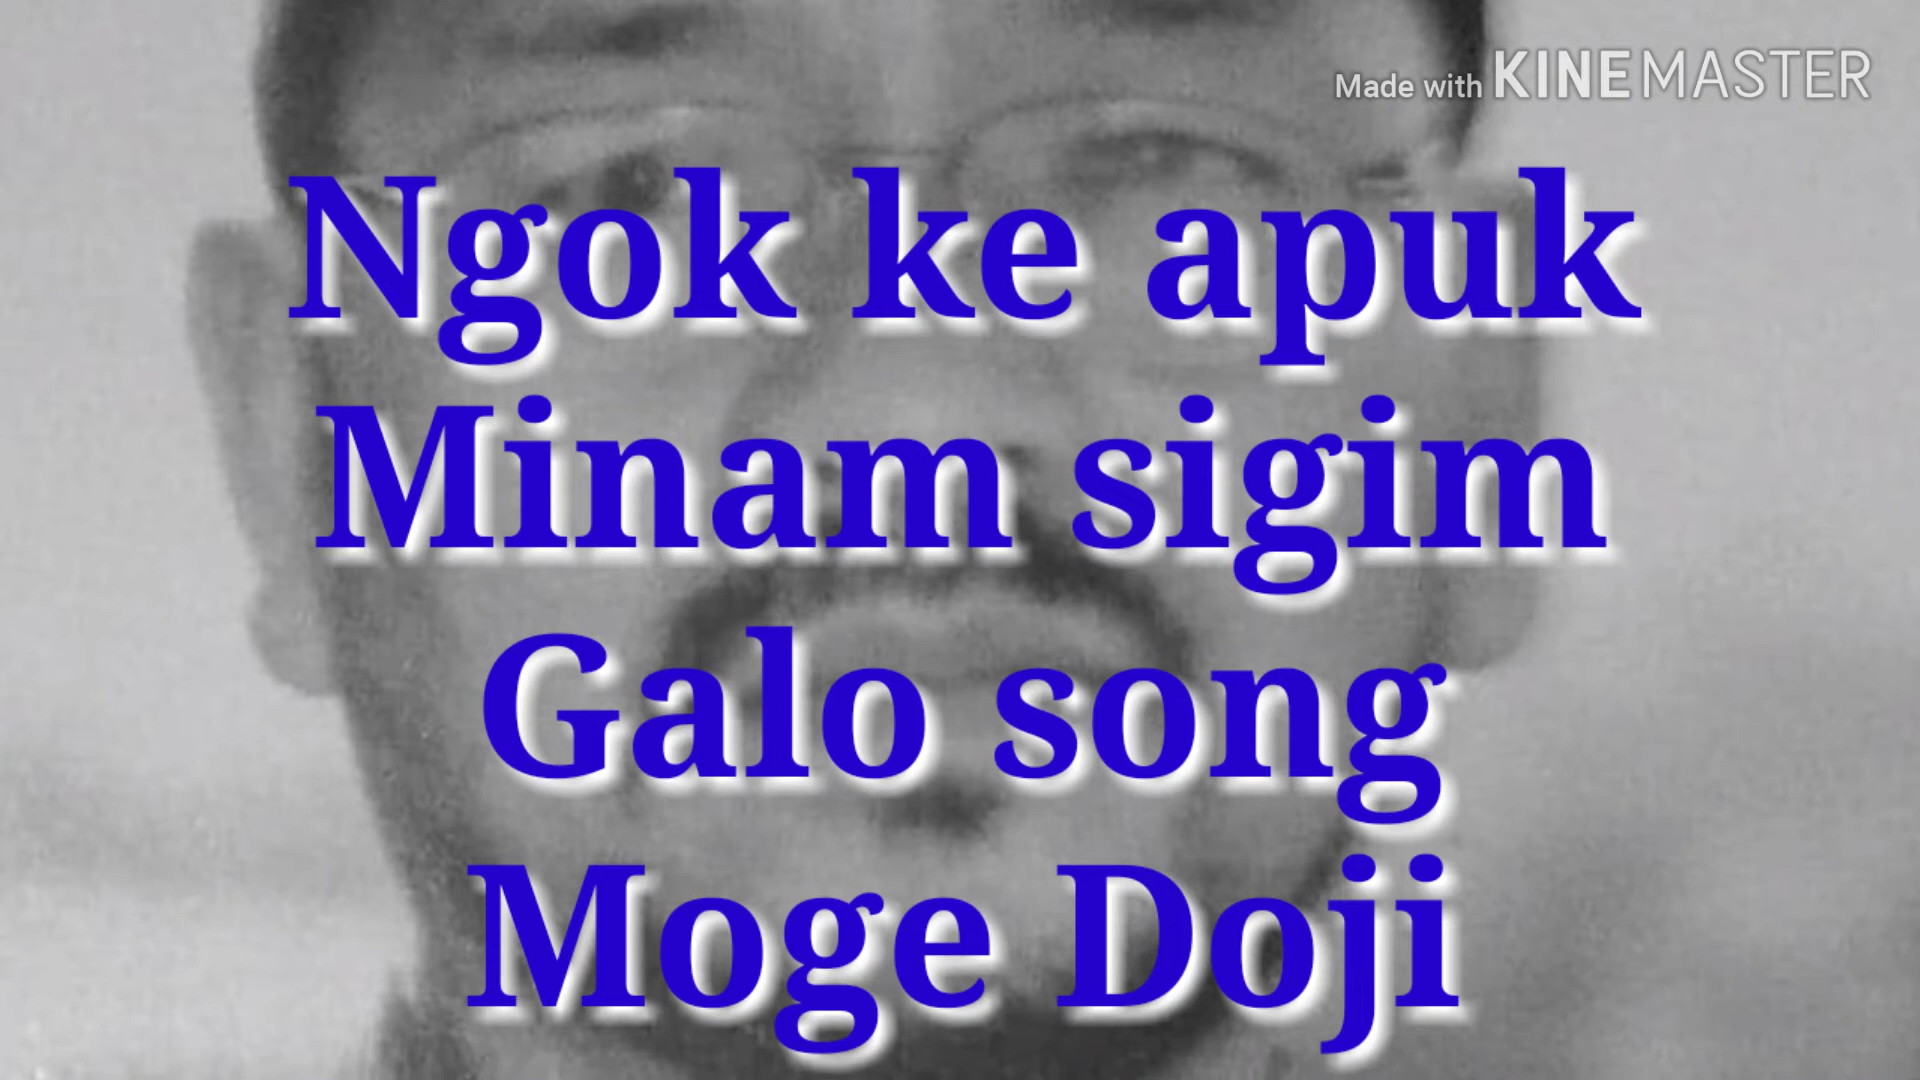 Made with KINEMASTER
Ngok ke apuk
Minam sigim
Galo song
Moge Doji